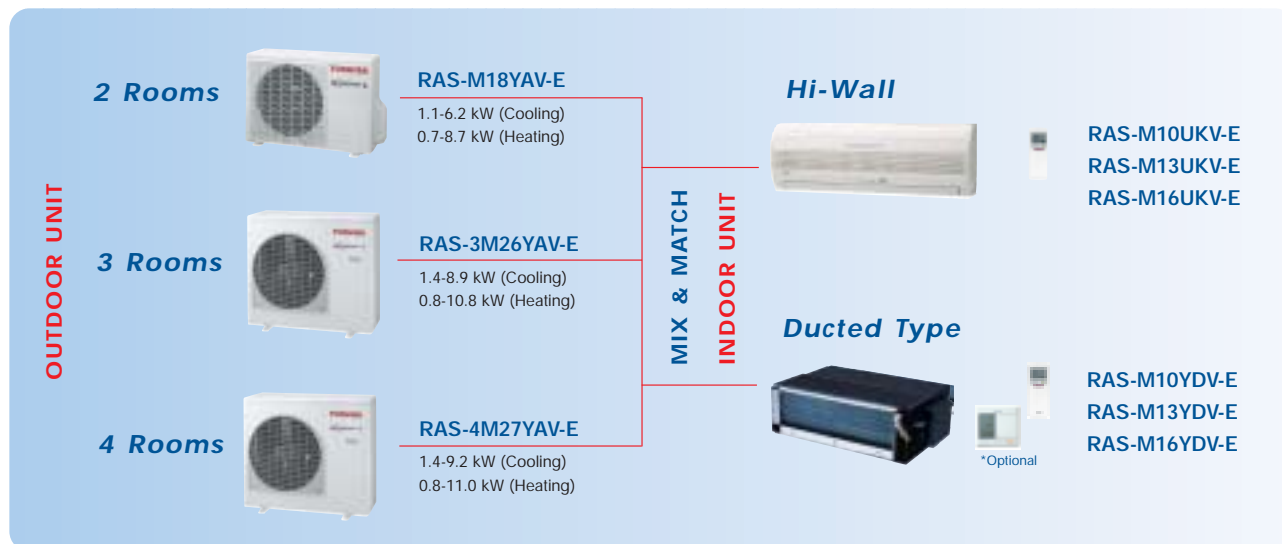 OUTDOOR UNIT
2 Rooms
TOSHIBA
RAS-M18YAV-E
1.1-6.2 kW (Cooling)
0.7-8.7 kW (Heating)
3 Rooms
TOSHIBA
RAS-3M26YAV-E
1.4-8.9 kW (Cooling)
0.8-10.8 kW (Heating)
4 Rooms
TOSHIBA
RAS-4M27YAV-E
1.4-9.2 kW (Cooling)
0.8-11.0 kW (Heating)
MIX & MATCH
INDOOR UNIT
Hi-Wall
RAS-M10UKV-E
RAS-M13UKV-E
RAS-M16UKV-E
Ducted Type
*Optional
RAS-M10YDV-E
RAS-M13YDV-E
RAS-M16YDV-E